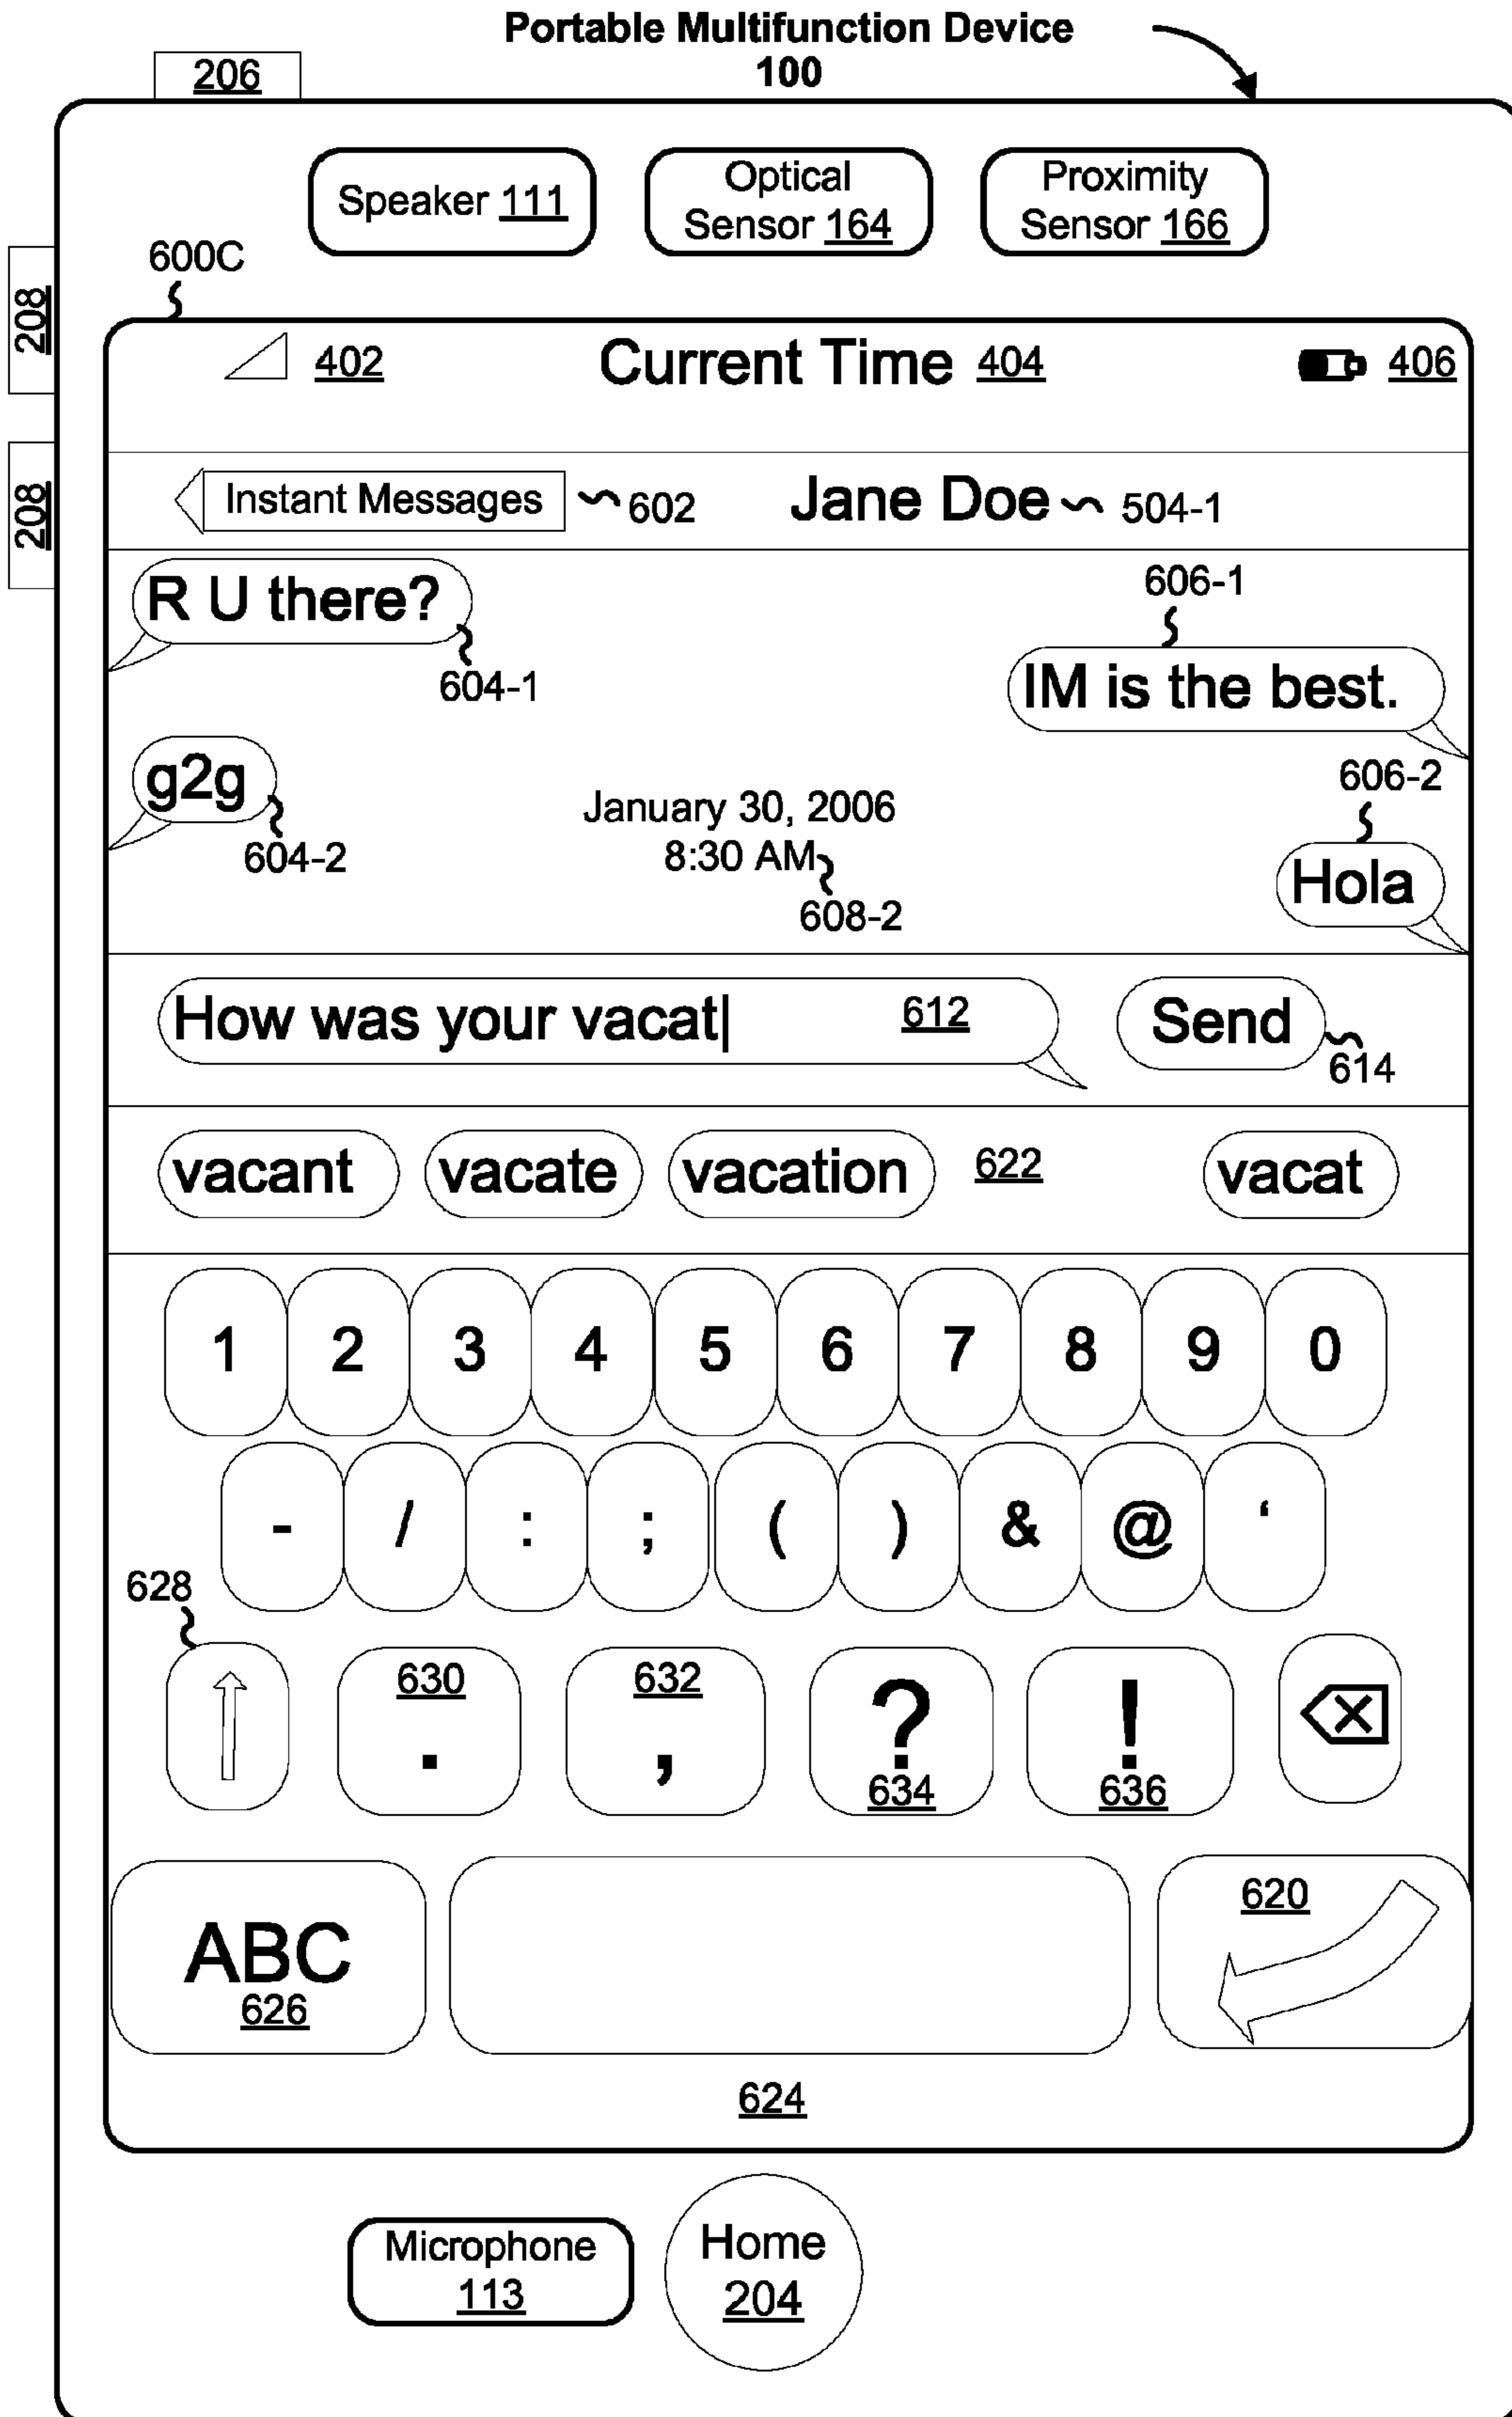 Portable Multifunction Device
100
206
Speaker 111
Optical
Sensor 164
Proximity
Sensor 166
600C
208
208
402
Current Time 404
406
Instant Messages
602
Jane Doe
504-1
R U there?
604-1
606-1
IM is the best.
g2g
604-2
January 30, 2006
8:30 AM
608-2
606-2
Hola
How was your vacat
612
Send
614
vacant
vacate
vacation
622
vacat
1 2 3 4 5 6 7 8 9 0
- / : ; ( ) & @ ‘
628
630
.
632
,
?
634
!
636
ABC
626
620
624
Microphone
113
Home
204